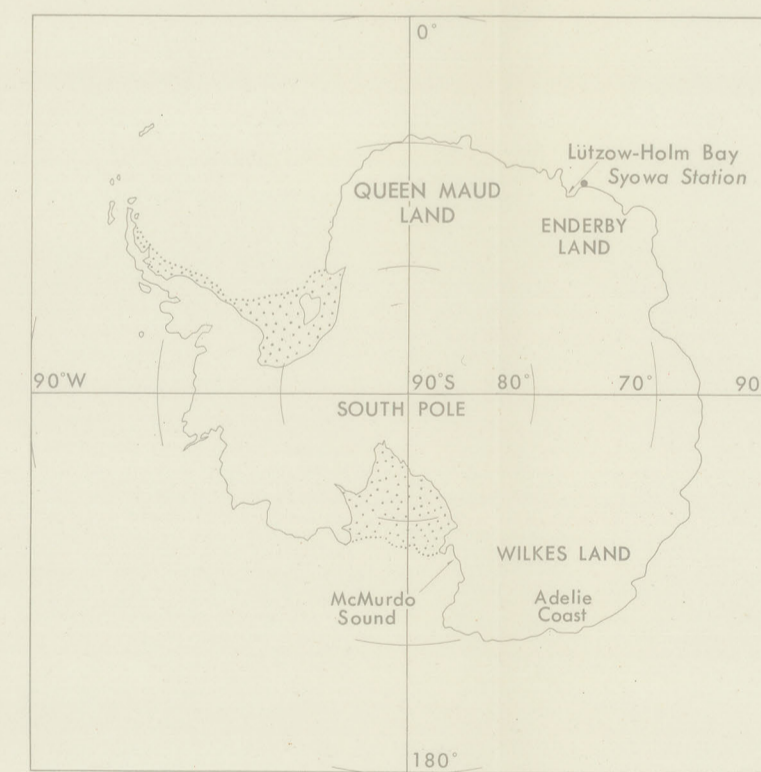 0°
Lützow-Holm Bay
Syowa Station
QUEEN MAUD
LAND
ENDERBY
LAND
90°W
90°S
80°
70°
90
SOUTH POLE
WILKES LAND
McMurdo
Sound
Adelie
Coast
180°